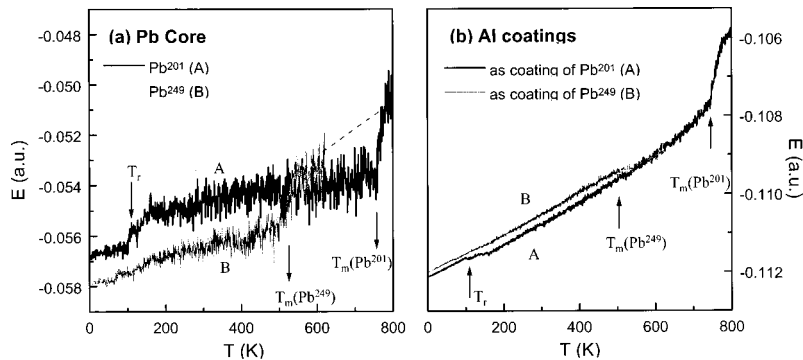 (a) Pb Core
Pb²⁰¹ (A)
Pb²⁴⁹ (B)
Tr
A
B
Tm(Pb²⁴⁹)
Tm(Pb²⁰¹)
E (a.u.)
-0.048
-0.050
-0.052
-0.054
-0.056
-0.058
0
200
400
600
800
T (K)
(b) Al coatings
as coating of Pb²⁰¹ (A)
as coating of Pb²⁴⁹ (B)
B
A
Tr
Tm(Pb²⁴⁹)
Tm(Pb²⁰¹)
-0.106
-0.108
-0.110
-0.112
E (a.u.)
0
200
400
600
800
T (K)